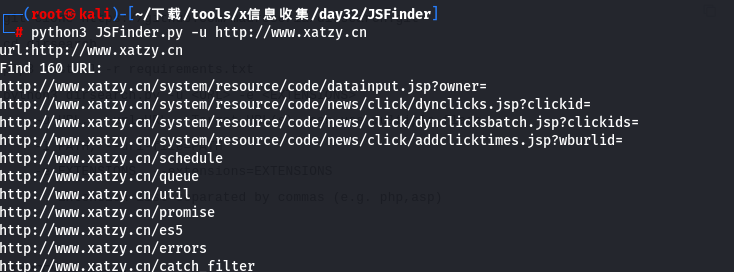 ┌──(root㉿kali)-[~/下载/tools/x信息收集/day32/JSFinder]
└─# python3 JSFinder.py -u http://www.xatzy.cn
url:http://www.xatzy.cn
Find 160 URL:
http://www.xatzy.cn/system/resource/code/datainput.jsp?owner=
http://www.xatzy.cn/system/resource/code/news/click/dynclicks.jsp?clickid=
http://www.xatzy.cn/system/resource/code/news/click/dynclicksbatch.jsp?clickids=
http://www.xatzy.cn/system/resource/code/news/click/addclicktimes.jsp?wburlid=
http://www.xatzy.cn/schedule
http://www.xatzy.cn/queue
http://www.xatzy.cn/util
http://www.xatzy.cn/promise
http://www.xatzy.cn/es5
http://www.xatzy.cn/errors
http://www.xatzy.cn/catch_filter